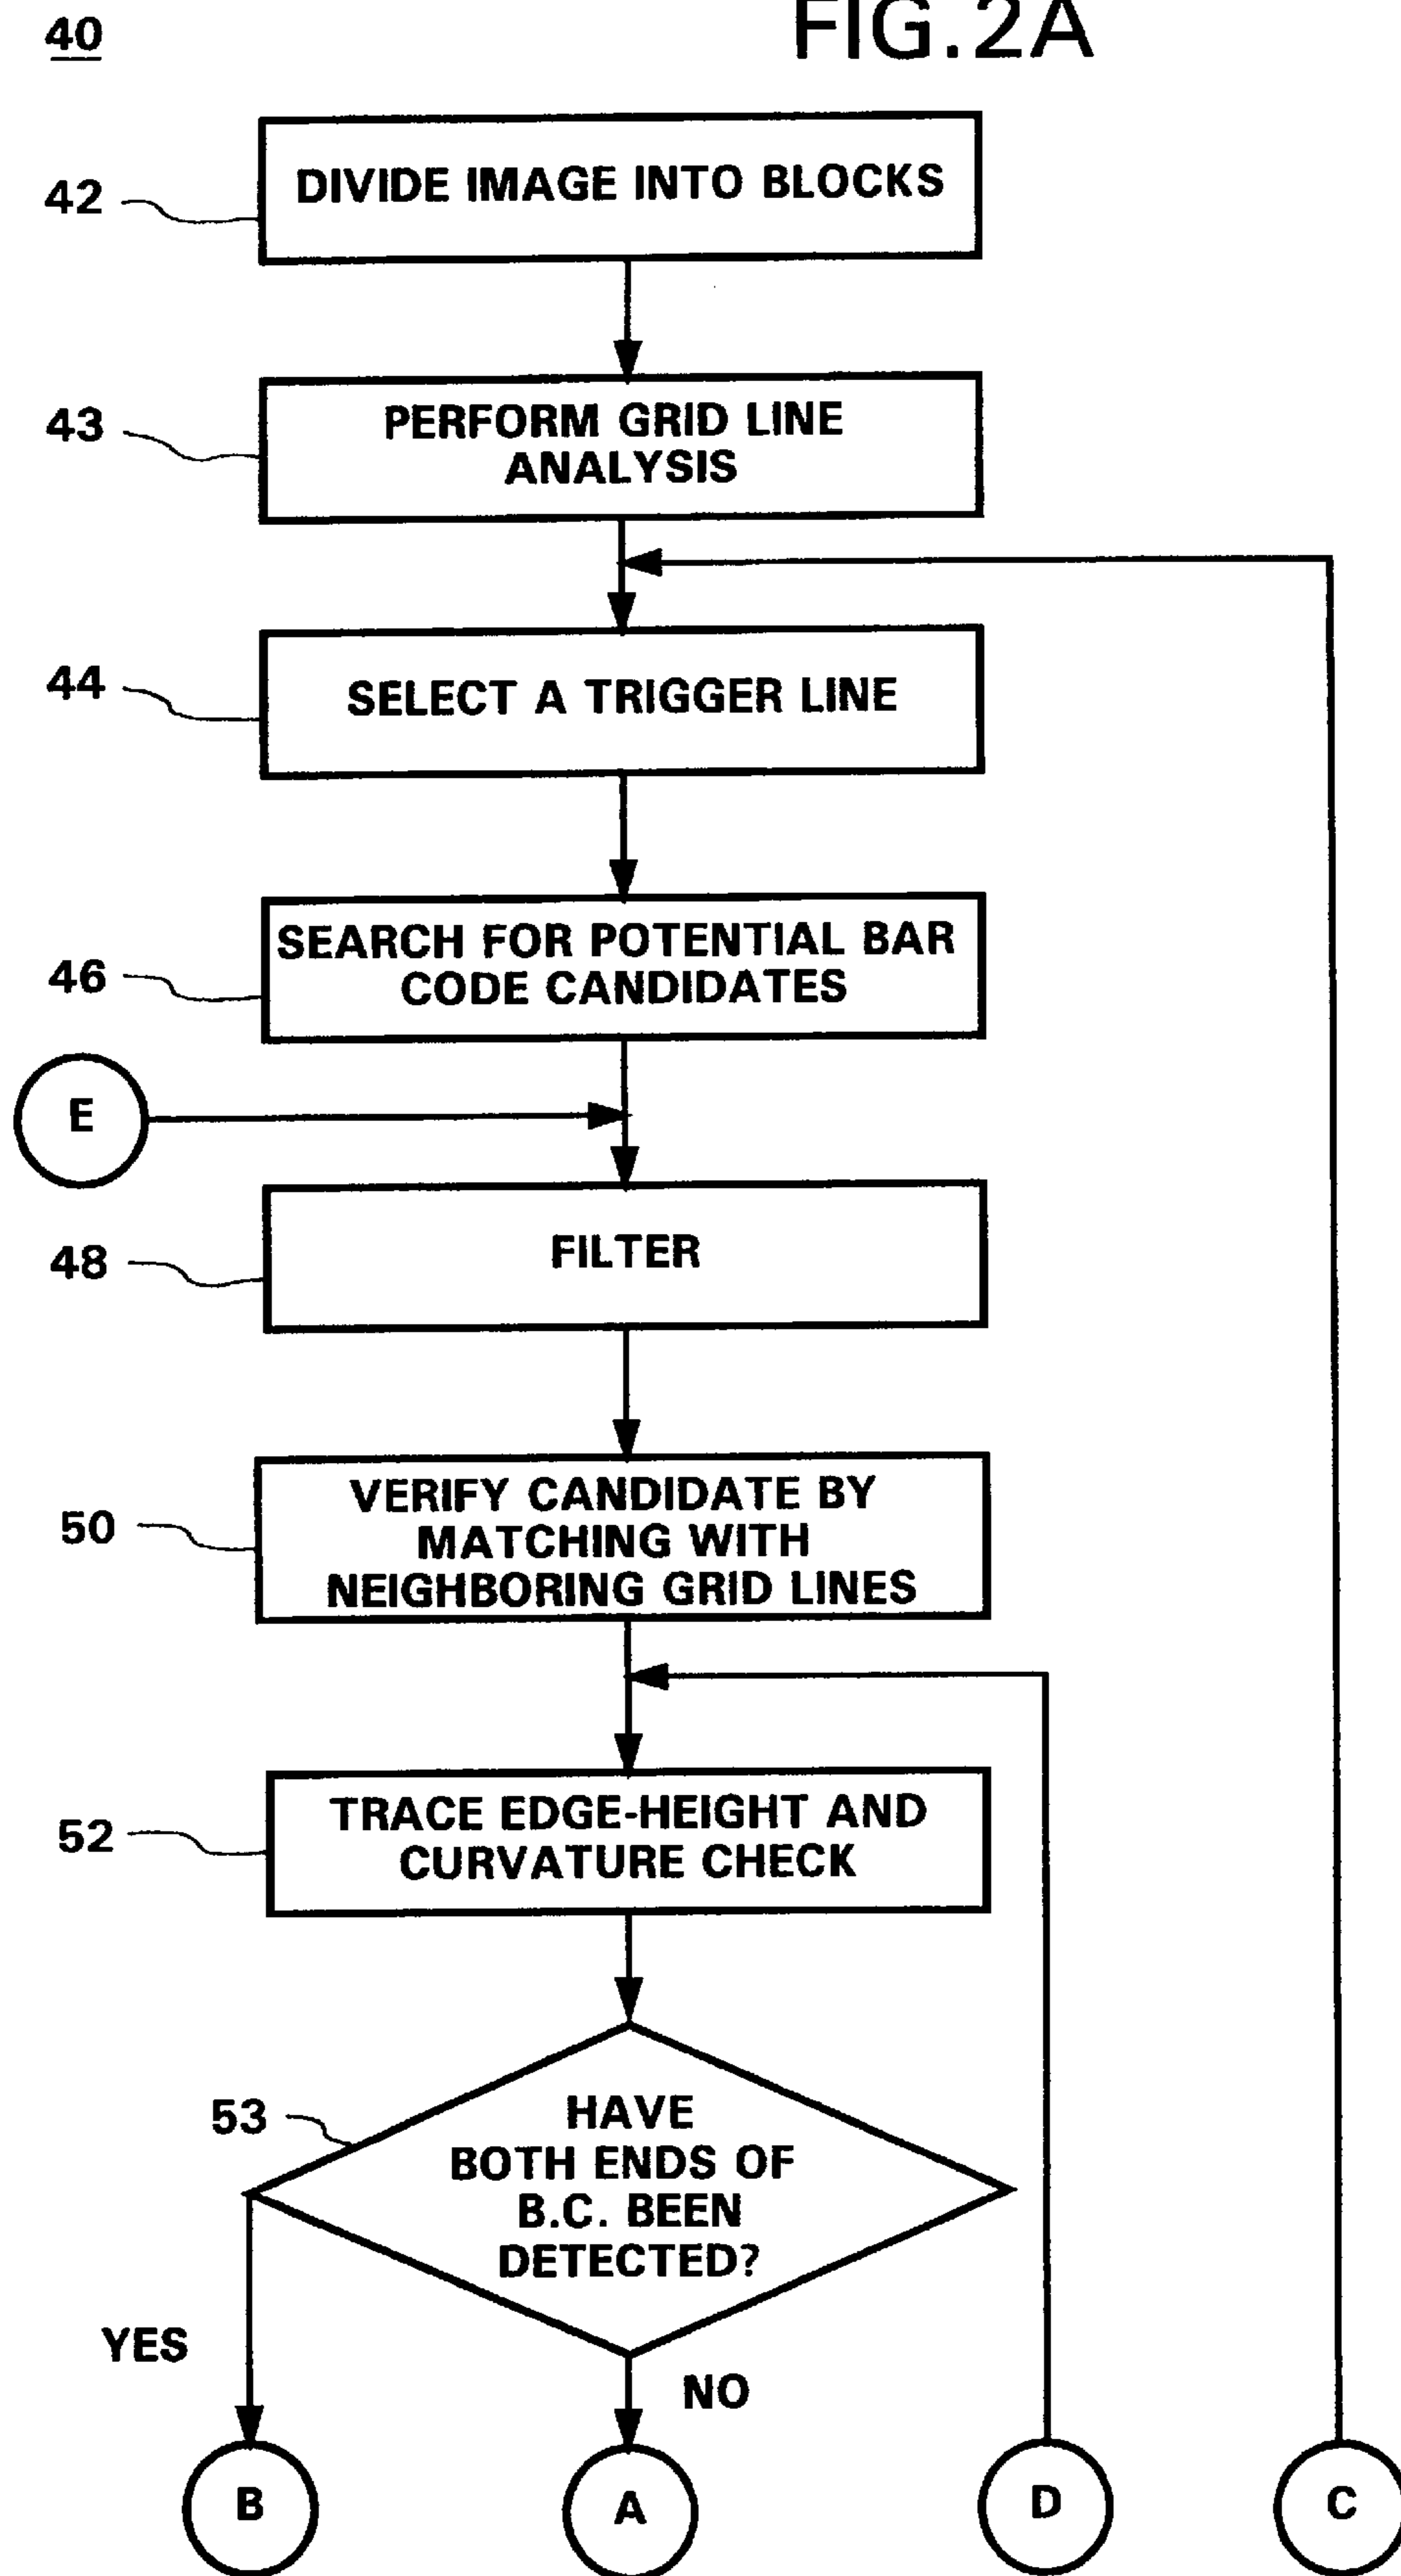 40
FIG.2A
42
DIVIDE IMAGE INTO BLOCKS
43
PERFORM GRID LINE
ANALYSIS
44
SELECT A TRIGGER LINE
46
SEARCH FOR POTENTIAL BAR
CODE CANDIDATES
E
48
FILTER
50
VERIFY CANDIDATE BY
MATCHING WITH
NEIGHBORING GRID LINES
52
TRACE EDGE-HEIGHT AND
CURVATURE CHECK
53
HAVE
BOTH ENDS OF
B.C. BEEN
DETECTED?
YES
NO
B
A
D
C